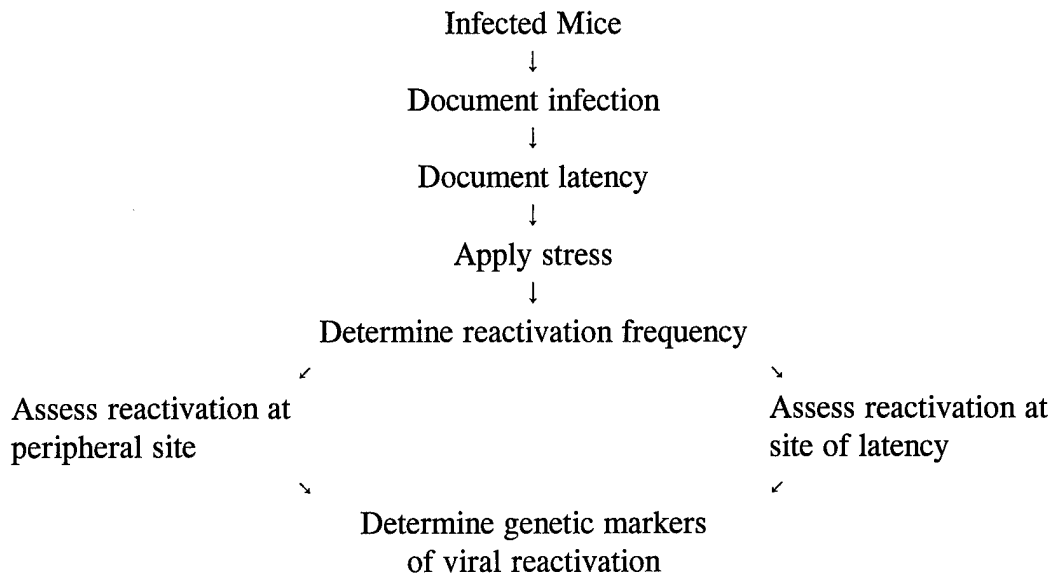 Infected Mice
↓
Document infection
↓
Document latency
↓
Apply stress
↓
Determine reactivation frequency
↙ ↘
Assess reactivation at
peripheral site
Assess reactivation at
site of latency
↘ ↙
Determine genetic markers
of viral reactivation